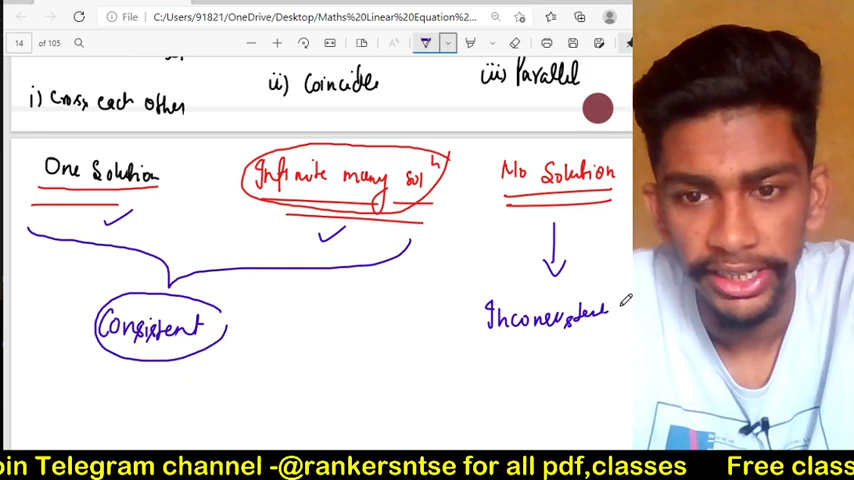 File C:/Users/91821/OneDrive/Desktop/Maths%20Linear%20Equation%2...
14 of 105
i) Cross each other
ii) Coincide
iii) Parallel
One Solution
Infinite many solⁿ
No Solution
Consistent
Inconsistent
oin Telegram channel -@rankersntse for all pdf,classes Free class